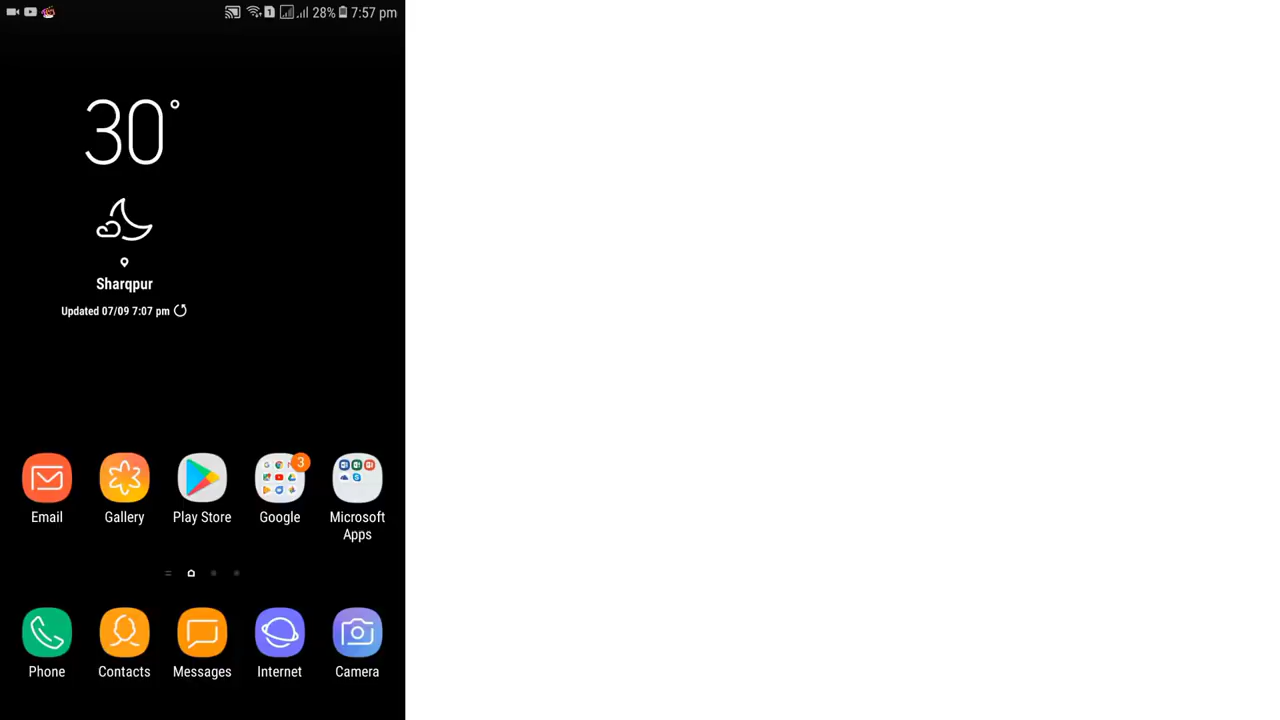 28% 7:57 pm
30°
Sharqpur
Updated 07/09 7:07 pm
3
Email Gallery Play Store Google Microsoft Apps
Phone Contacts Messages Internet Camera